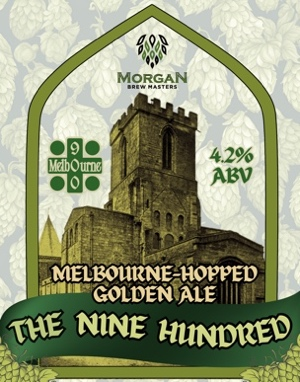 MORGAN
BREW MASTERS
9
0
MelbOurne
0
4.2%
ABV
MELBOURNE-HOPPED
GOLDEN ALE
THE NINE HUNDRED